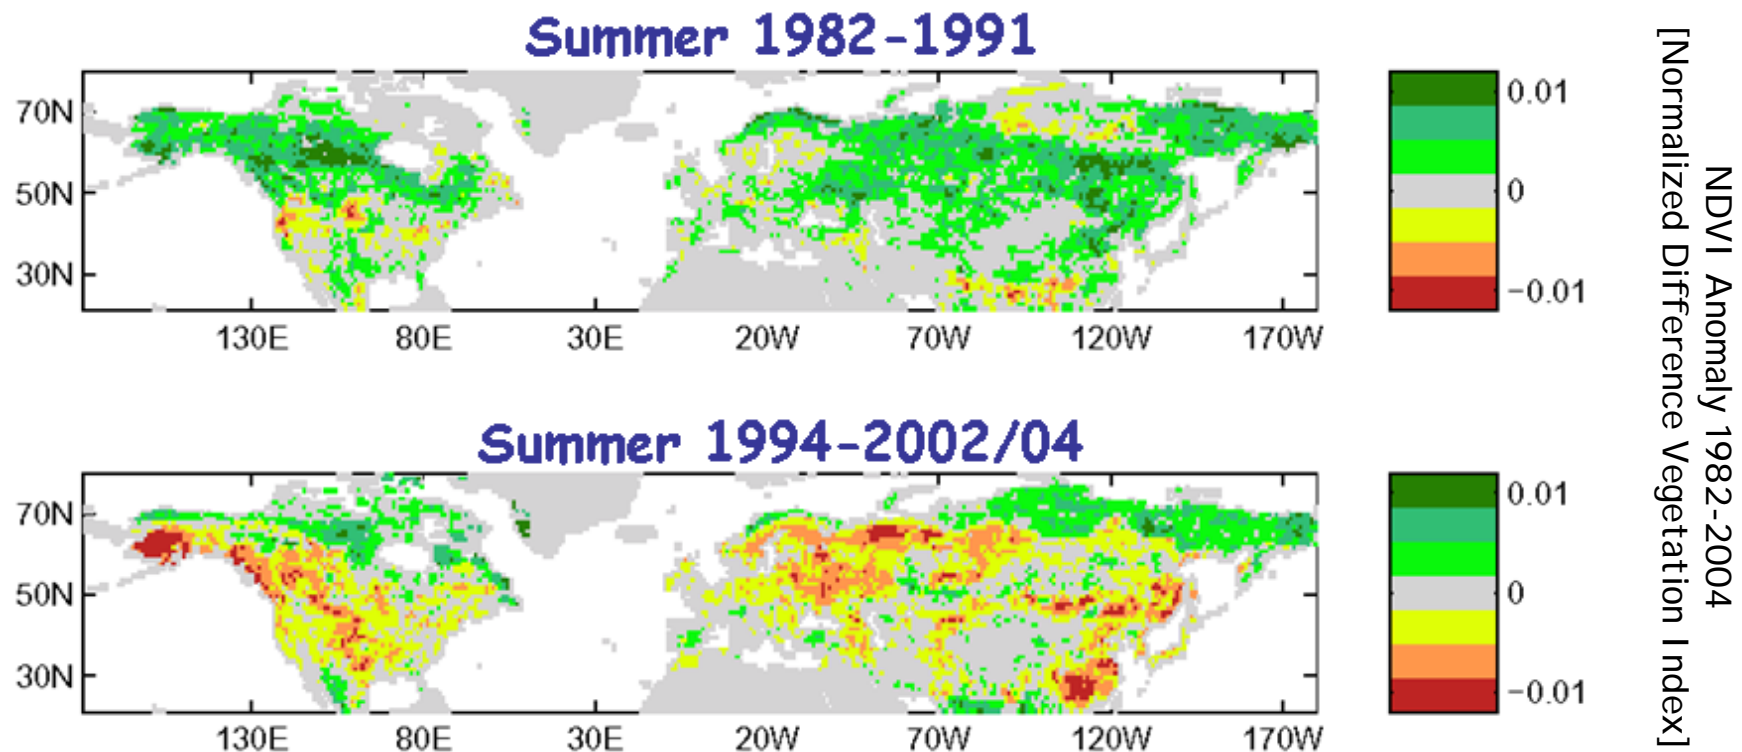 Summer 1982-1991
70N
50N
30N
130E 80E 30E 20W 70W 120W 170W
0.01
0
−0.01
Summer 1994-2002/04
70N
50N
30N
130E 80E 30E 20W 70W 120W 170W
0.01
0
−0.01
NDVI Anomaly 1982-2004
[Normalized Difference Vegetation Index]